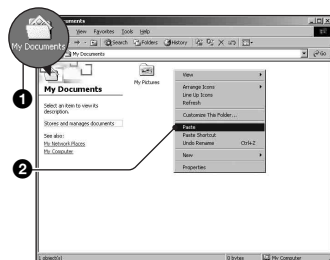 My Documents
uments
View Favorites Tools Help
Search Folders History
My Documents
Go
My Documents
Select an item to view its
description.
Stores and manages documents
See also:
My Network Places
My Computer
My Pictures
View
Arrange Icons
Line Up Icons
Refresh
Customize This Folder...
Paste
Paste Shortcut
Undo Rename Ctrl+Z
New
Properties
1
2
1 object(s) 0 bytes My Computer